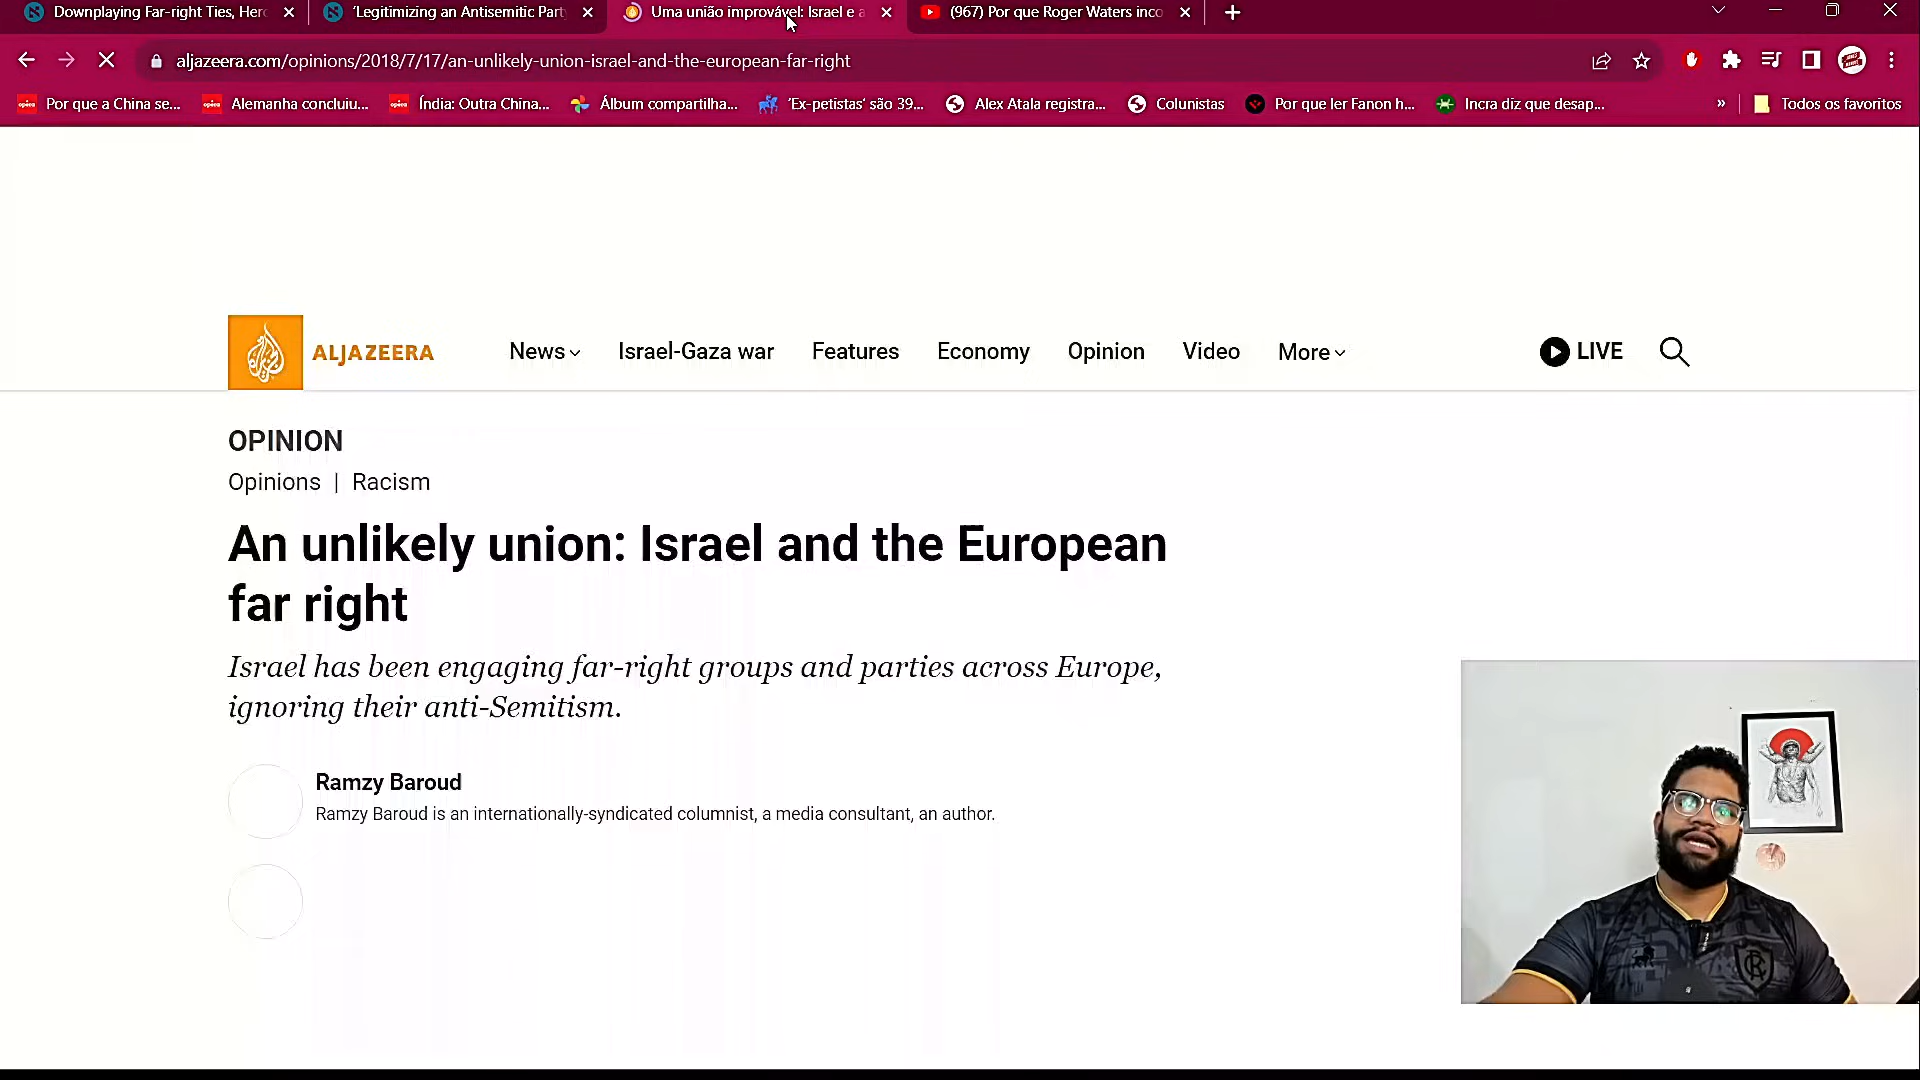 Downplaying Far-right Ties, Herz
'Legitimizing an Antisemitic Part
Uma união improvável: Israel e a
(967) Por que Roger Waters inco
aljazeera.com/opinions/2018/7/17/an-unlikely-union-israel-and-the-european-far-right
Por que a China se...
Alemanha concluiu...
Índia: Outra China...
Álbum compartilha...
'Ex-petistas' são 39...
Alex Atala registra...
Colunistas
Por que ler Fanon h...
Incra diz que desap...
»
Todos os favoritos
ALJAZEERA
News
Israel-Gaza war
Features
Economy
Opinion
Video
More
LIVE
OPINION
Opinions | Racism
An unlikely union: Israel and the European
far right
Israel has been engaging far-right groups and parties across Europe,
ignoring their anti-Semitism.
Ramzy Baroud
Ramzy Baroud is an internationally-syndicated columnist, a media consultant, an author.